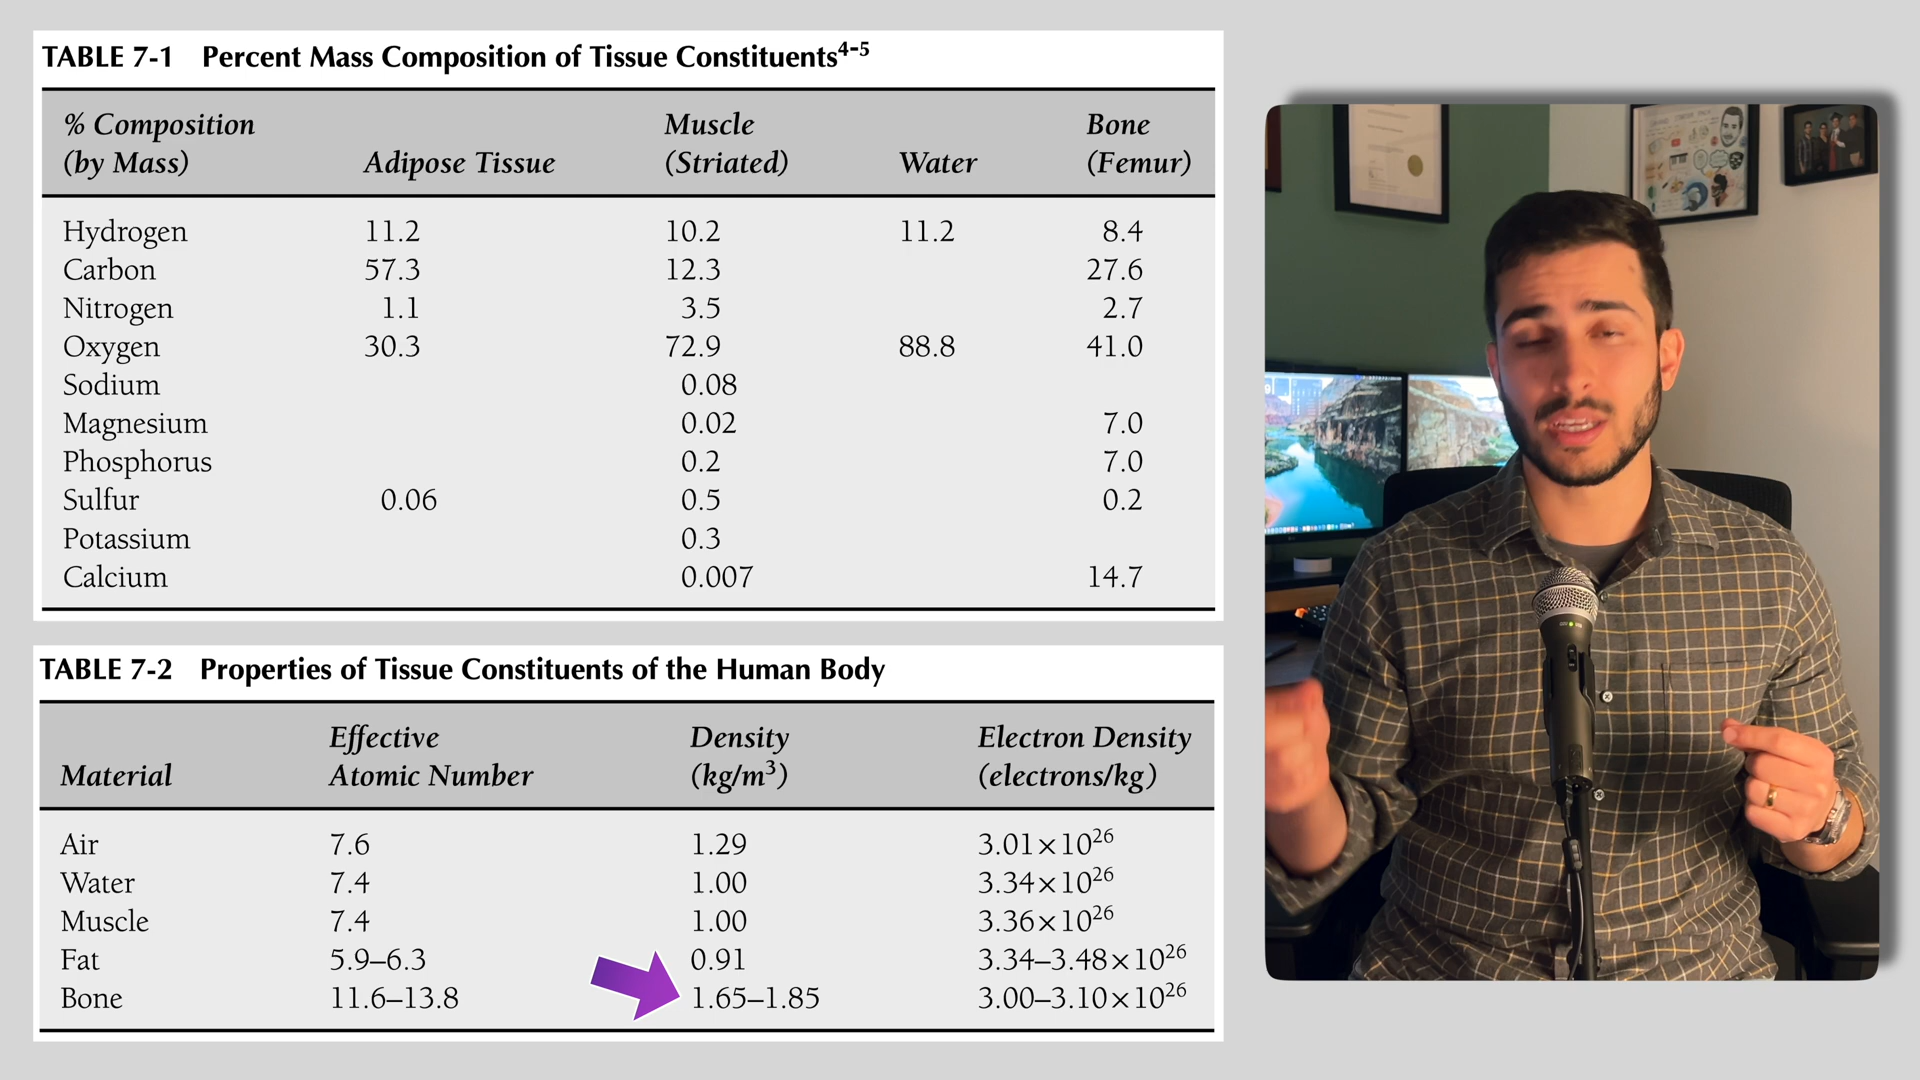 TABLE 7-1 Percent Mass Composition of Tissue Constituents⁴⁻⁵
% Composition (by Mass) Adipose Tissue Muscle (Striated) Water Bone (Femur)
Hydrogen 11.2 10.2 11.2 8.4
Carbon 57.3 12.3 27.6
Nitrogen 1.1 3.5 2.7
Oxygen 30.3 72.9 88.8 41.0
Sodium 0.08
Magnesium 0.02 7.0
Phosphorus 0.2 7.0
Sulfur 0.06 0.5 0.2
Potassium 0.3
Calcium 0.007 14.7
TABLE 7-2 Properties of Tissue Constituents of the Human Body
Material Effective Atomic Number Density (kg/m³) Electron Density (electrons/kg)
Air 7.6 1.29 3.01×10²⁶
Water 7.4 1.00 3.34×10²⁶
Muscle 7.4 1.00 3.36×10²⁶
Fat 5.9–6.3 0.91 3.34–3.48×10²⁶
Bone 11.6–13.8 1.65–1.85 3.00–3.10×10²⁶